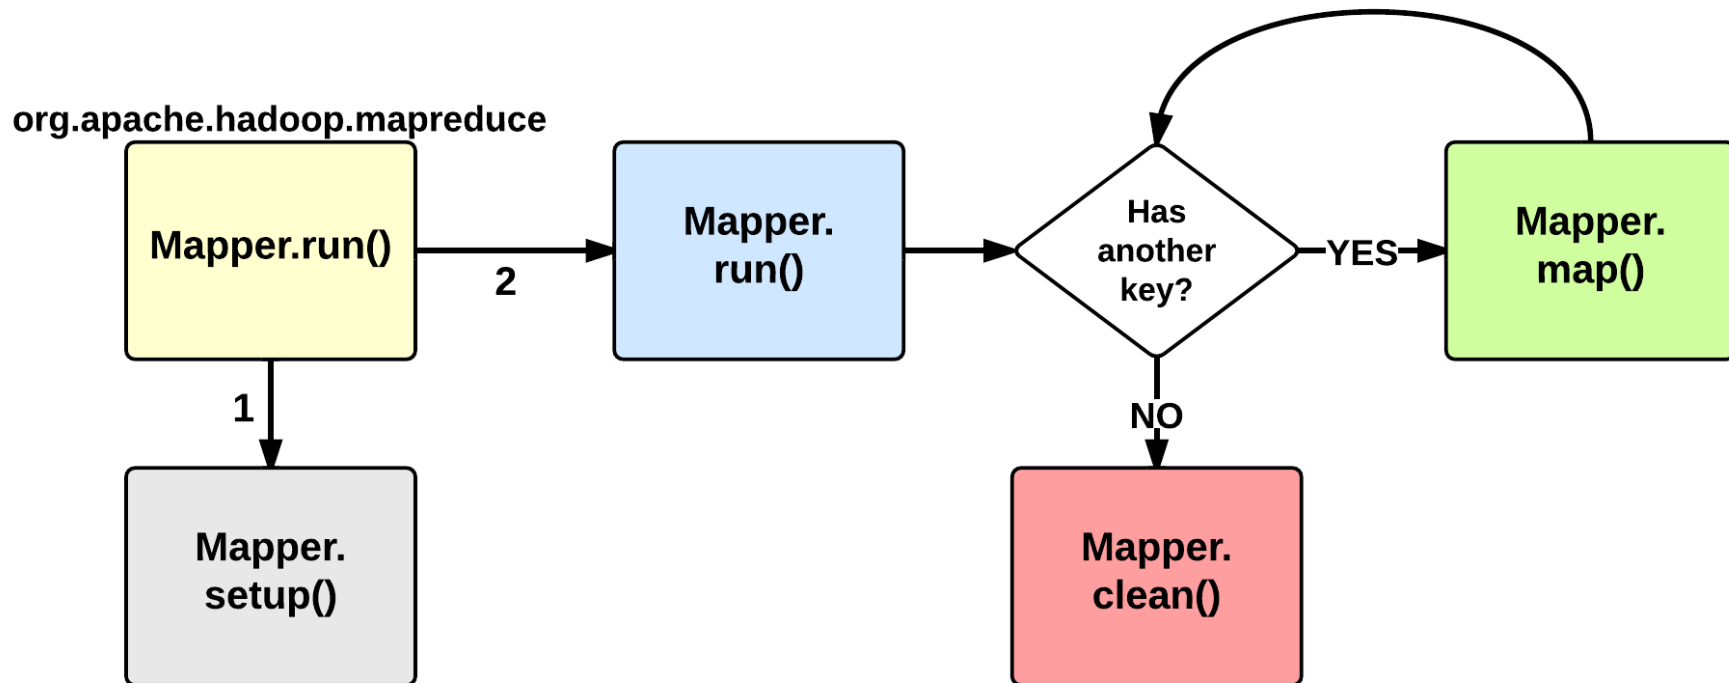 org.apache.hadoop.mapreduce
Mapper.run()
2
Mapper.
run()
Has
another
key?
YES
Mapper.
map()
1
NO
Mapper.
setup()
Mapper.
clean()